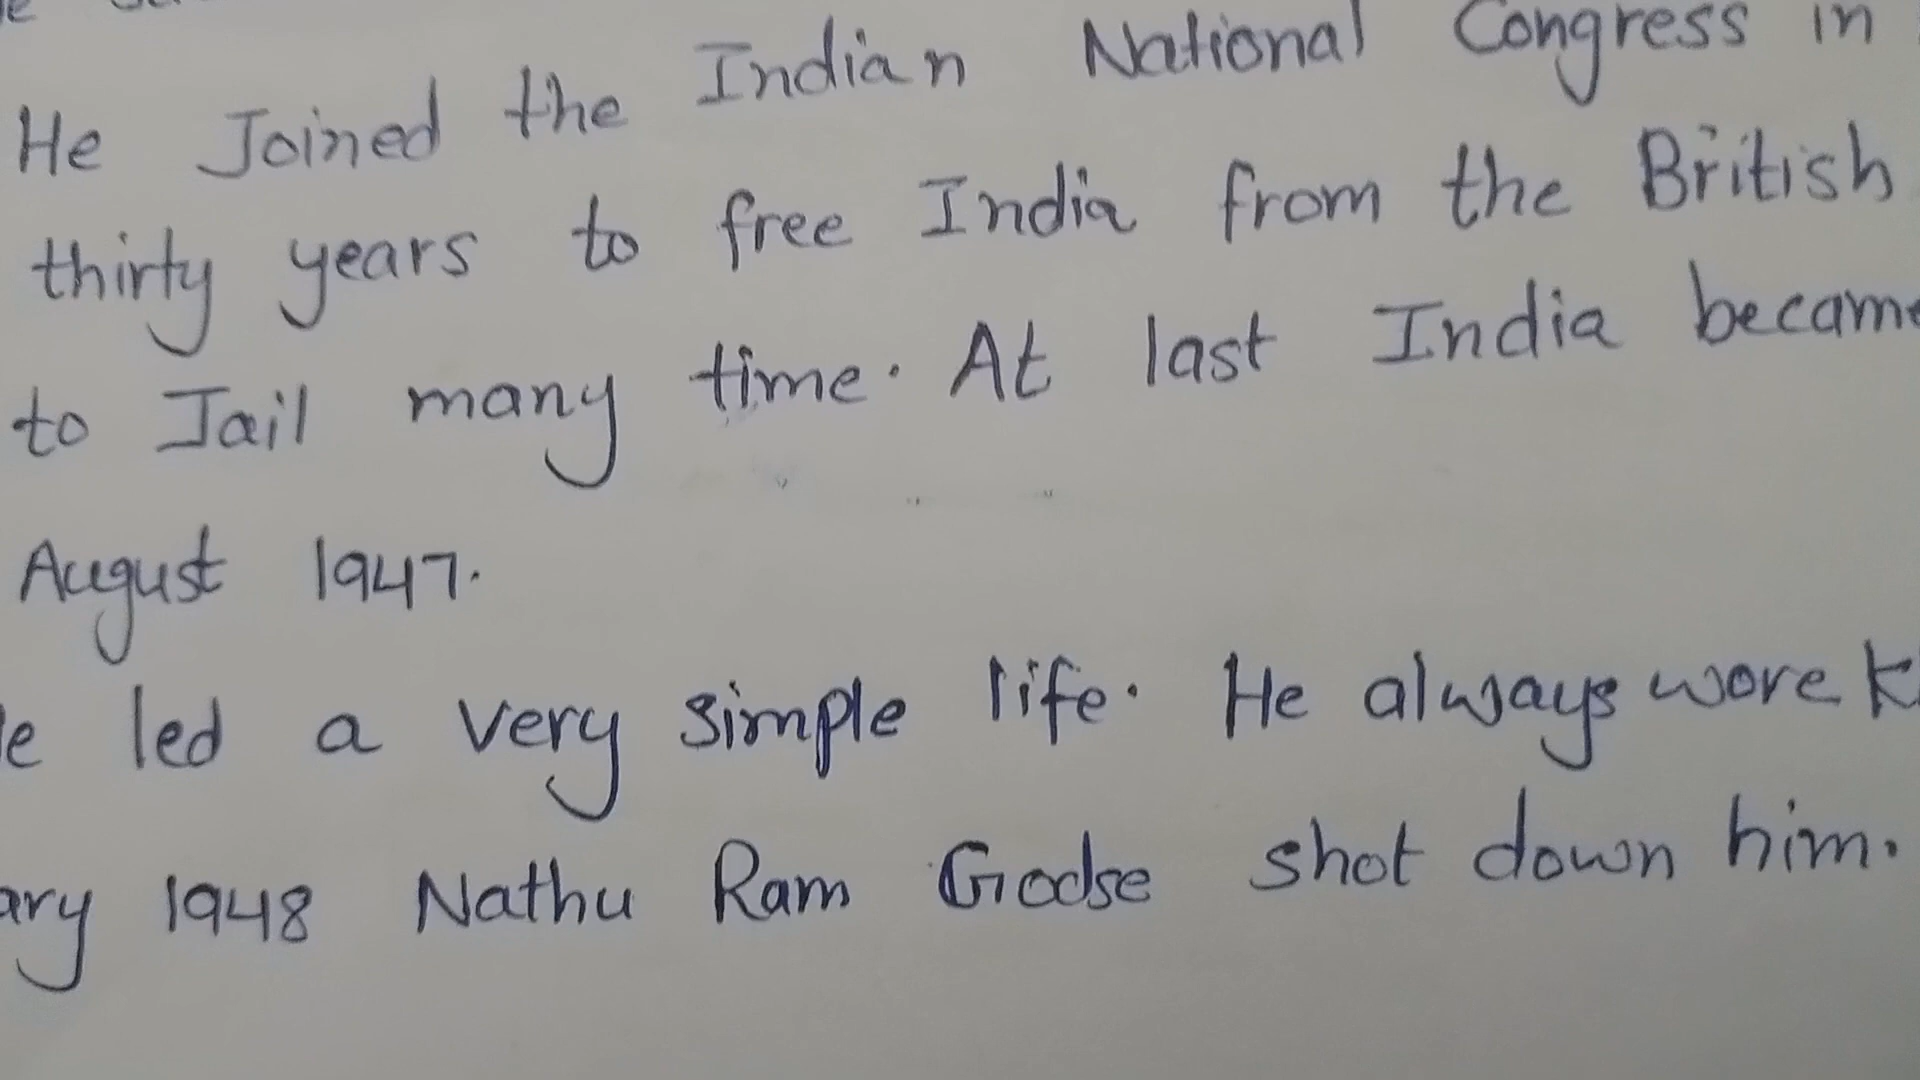 He Joined the Indian National Congress in
thirty years to free India from the British
to Jail many time. At last India became
August 1947.
led a very simple life. He always wore
1948 Nathu Ram Godse shot down him.